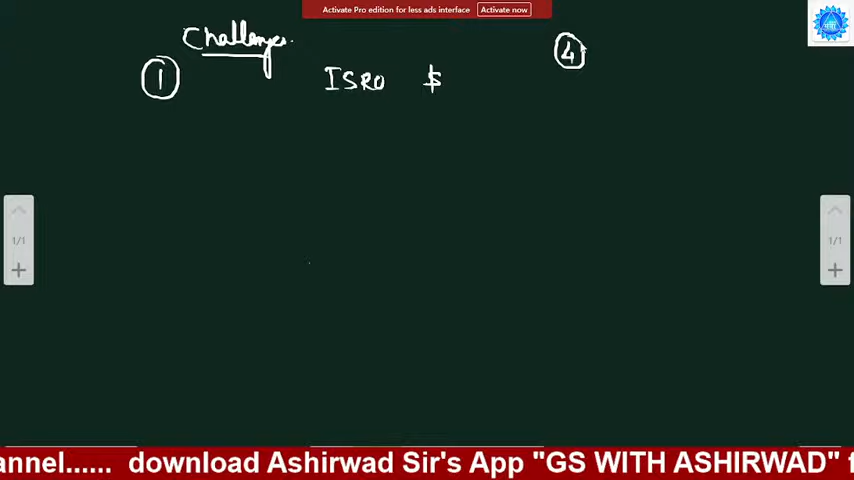 Activate Pro edition for less ads interface Activate now
Challenges.
④
① ISRO $
1/1
1/1
annel...... download Ashirwad Sir's App "GS WITH ASHIRWAD" f